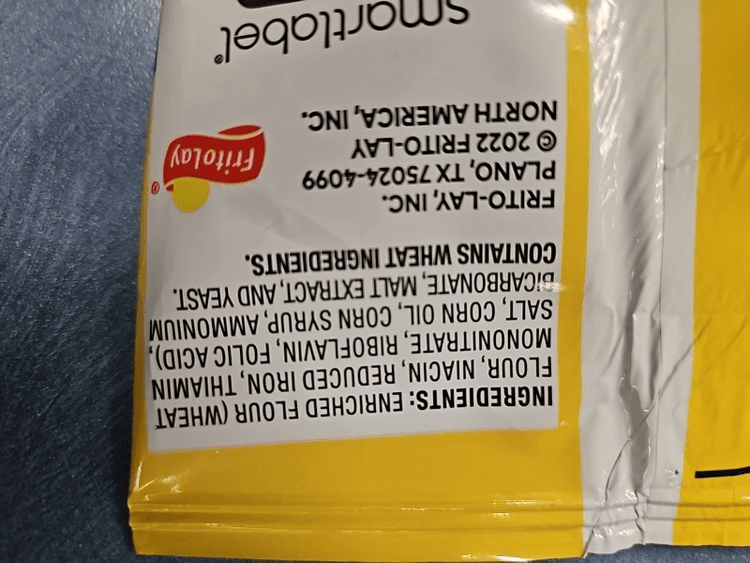 INGREDIENTS: ENRICHED FLOUR (WHEAT
FLOUR, NIACIN, REDUCED IRON, THIAMIN
MONONITRATE, RIBOFLAVIN, FOLIC ACID),
SALT, CORN OIL, CORN SYRUP, AMMONIUM
BICARBONATE, MALT EXTRACT, AND YEAST.
CONTAINS WHEAT INGREDIENTS.
FRITO-LAY, INC.
PLANO, TX 75024-4099
© 2022 FRITO-LAY
NORTH AMERICA, INC.
FritoLay®
smartlabel®